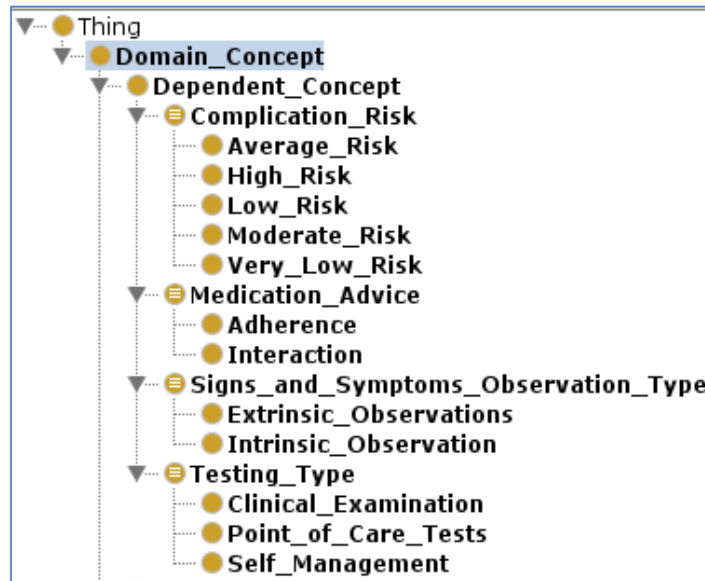 Thing
Domain_Concept
Dependent_Concept
Complication_Risk
Average_Risk
High_Risk
Low_Risk
Moderate_Risk
Very_Low_Risk
Medication_Advice
Adherence
Interaction
Signs_and_Symptoms_Observation_Type
Extrinsic_Observations
Intrinsic_Observation
Testing_Type
Clinical_Examination
Point_of_Care_Tests
Self_Management